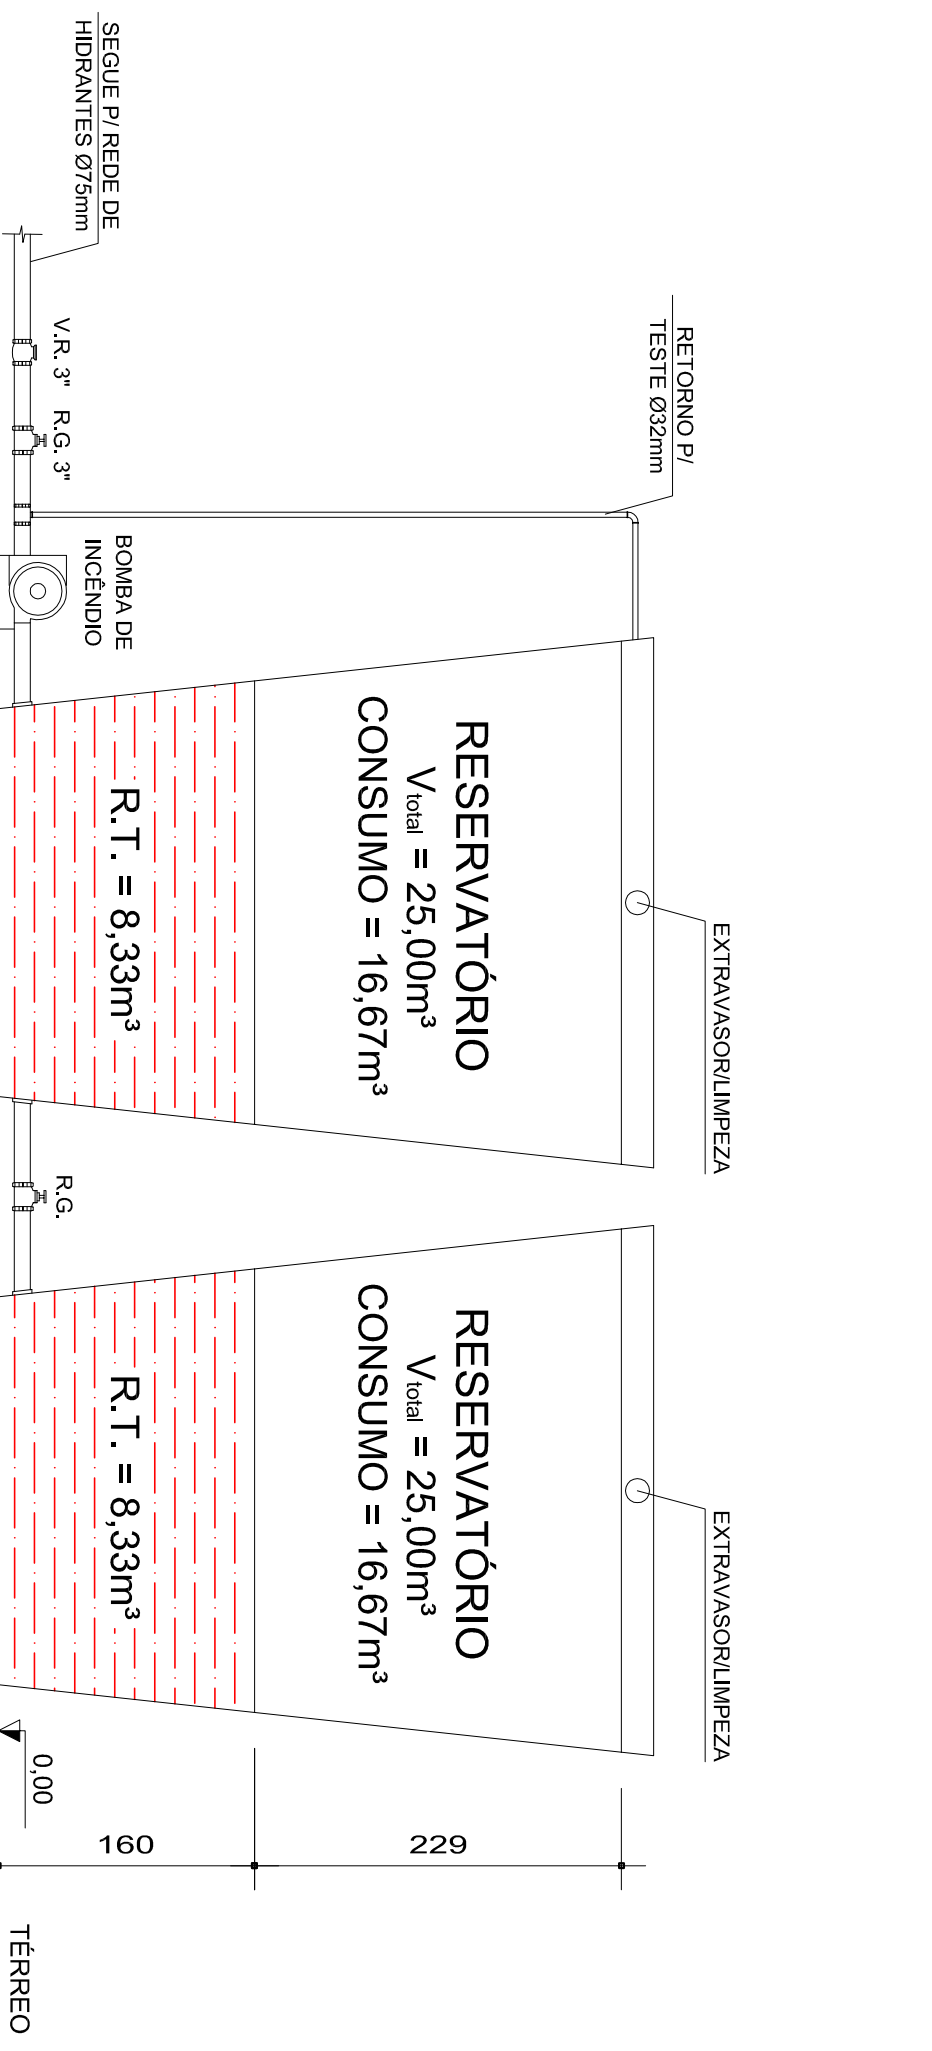 SEGUE P/ REDE DE
HIDRANTES Ø75mm
RETORNO P/
TESTE Ø32mm
V.R. 3"
R.G. 3"
BOMBA DE
INCÊNDIO
RESERVATÓRIO
Vtotal = 25,00m³
CONSUMO = 16,67m³
R.T. = 8,33m³
EXTRAVASOR/LIMPEZA
R.G.
RESERVATÓRIO
Vtotal = 25,00m³
CONSUMO = 16,67m³
R.T. = 8,33m³
EXTRAVASOR/LIMPEZA
0,00
160
229
TÉRREO